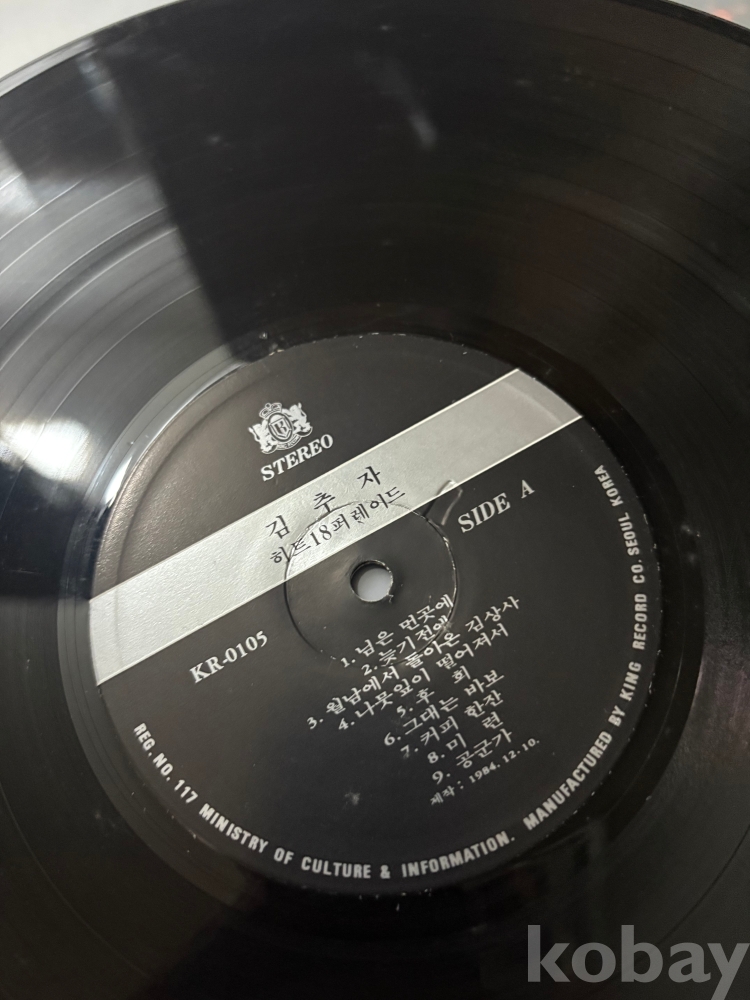 STEREO
김 추 자
히트18퍼레이드
SIDE A
KR-0105
1. 님은 먼곳에
2. 늦기전에
3. 월남에서 돌아온 김상사
4. 나뭇잎이 떨어져서
5. 후 회
6. 그대는 바보
7. 커피 한잔
8. 미 련
9. 공군가
제작 : 1984. 12. 10.
REG. NO. 117 MINISTRY OF CULTURE & INFORMATION. MANUFACTURED BY KING RECORD CO. SEOUL KOREA
kobay